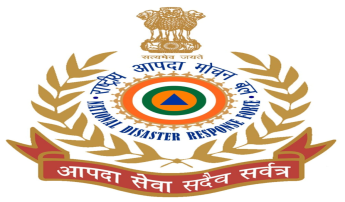 सत्यमेव जयते
राष्ट्रीय आपदा मोचन बल
NATIONAL DISASTER RESPONSE FORCE
आपदा सेवा सदैव सर्वत्र